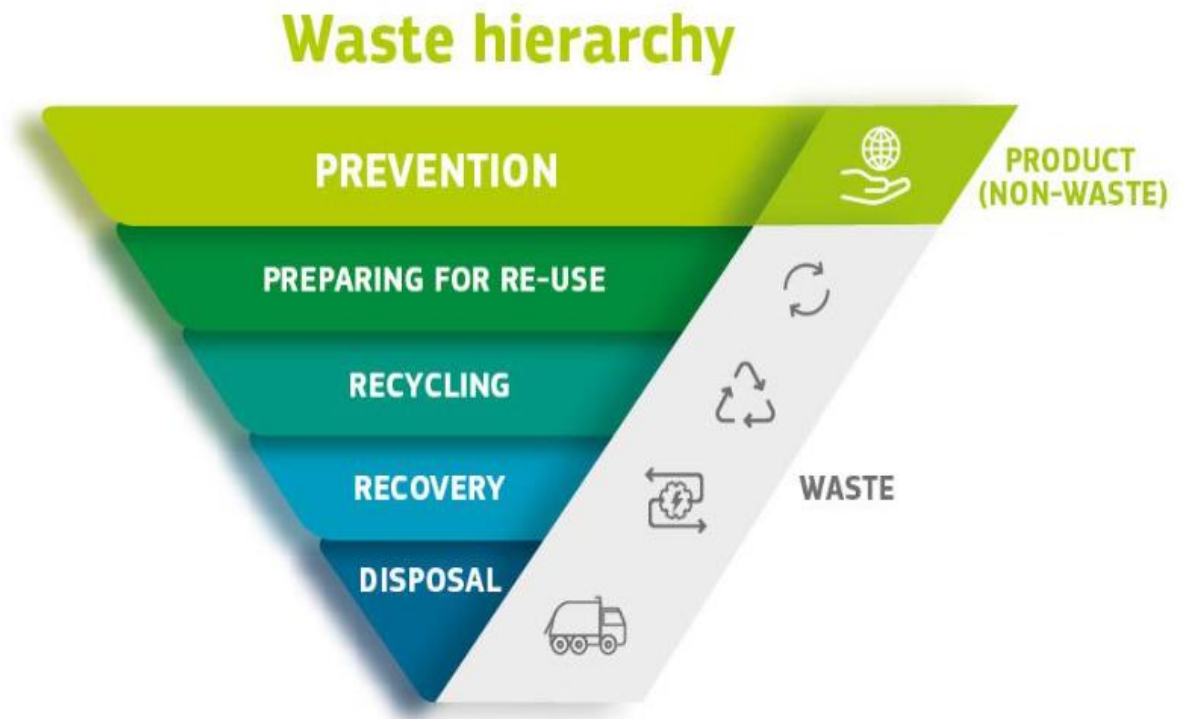 Waste hierarchy
PREVENTION
PRODUCT
(NON-WASTE)
PREPARING FOR RE-USE
RECYCLING
RECOVERY
WASTE
DISPOSAL